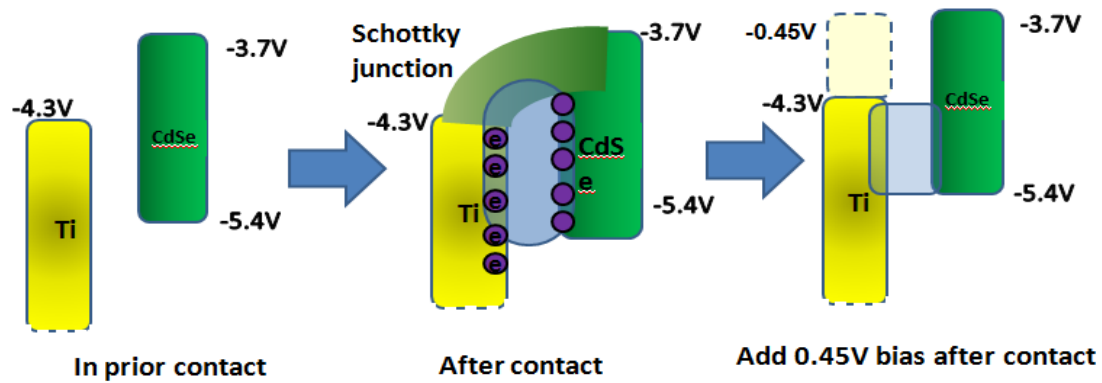 -4.3V
Ti
CdSe
-3.7V
-5.4V
In prior contact
Schottky
junction
-3.7V
-4.3V
e
e
e
e
e
Ti
CdS
e
-5.4V
After contact
-0.45V
-3.7V
-4.3V
CdSe
Ti
-5.4V
Add 0.45V bias after contact